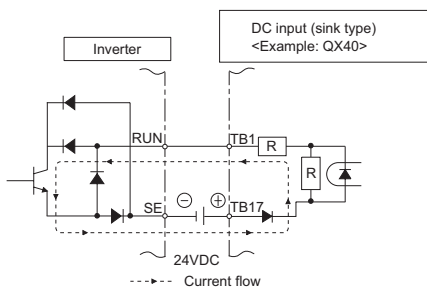 Inverter
DC input (sink type)
<Example: QX40>
RUN
TB1
R
R
SE
⊖
⊕
TB17
24VDC
Current flow